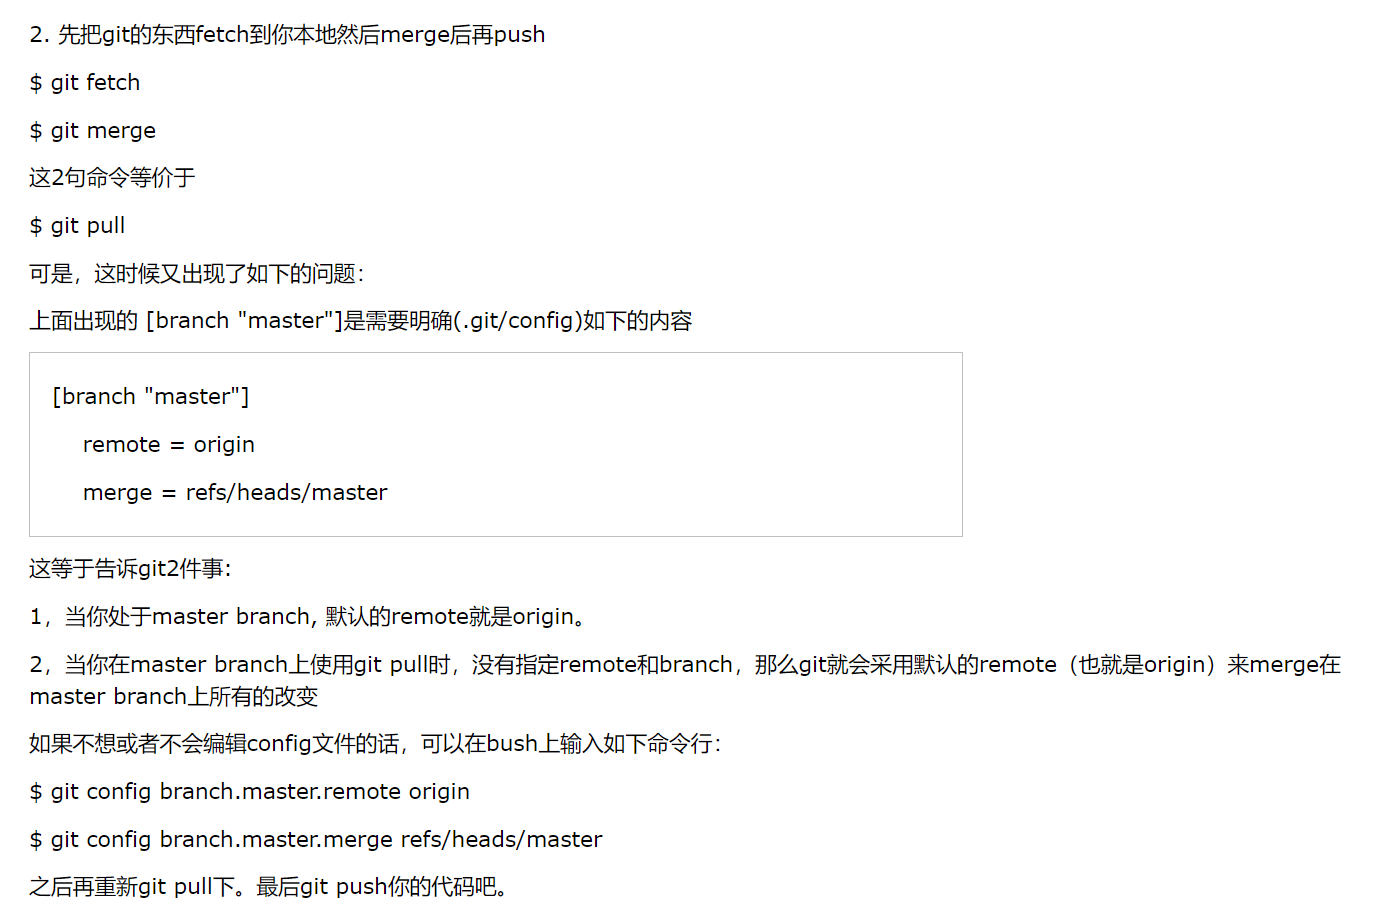 2. 先把git的东西fetch到你本地然后merge后再push
$ git fetch
$ git merge
这2句命令等价于
$ git pull
可是，这时候又出现了如下的问题：
上面出现的 [branch "master"]是需要明确(.git/config)如下的内容
[branch "master"]
remote = origin
merge = refs/heads/master
这等于告诉git2件事:
1，当你处于master branch, 默认的remote就是origin。
2，当你在master branch上使用git pull时，没有指定remote和branch，那么git就会采用默认的remote（也就是origin）来merge在
master branch上所有的改变
如果不想或者不会编辑config文件的话，可以在bush上输入如下命令行：
$ git config branch.master.remote origin
$ git config branch.master.merge refs/heads/master
之后再重新git pull下。最后git push你的代码吧。